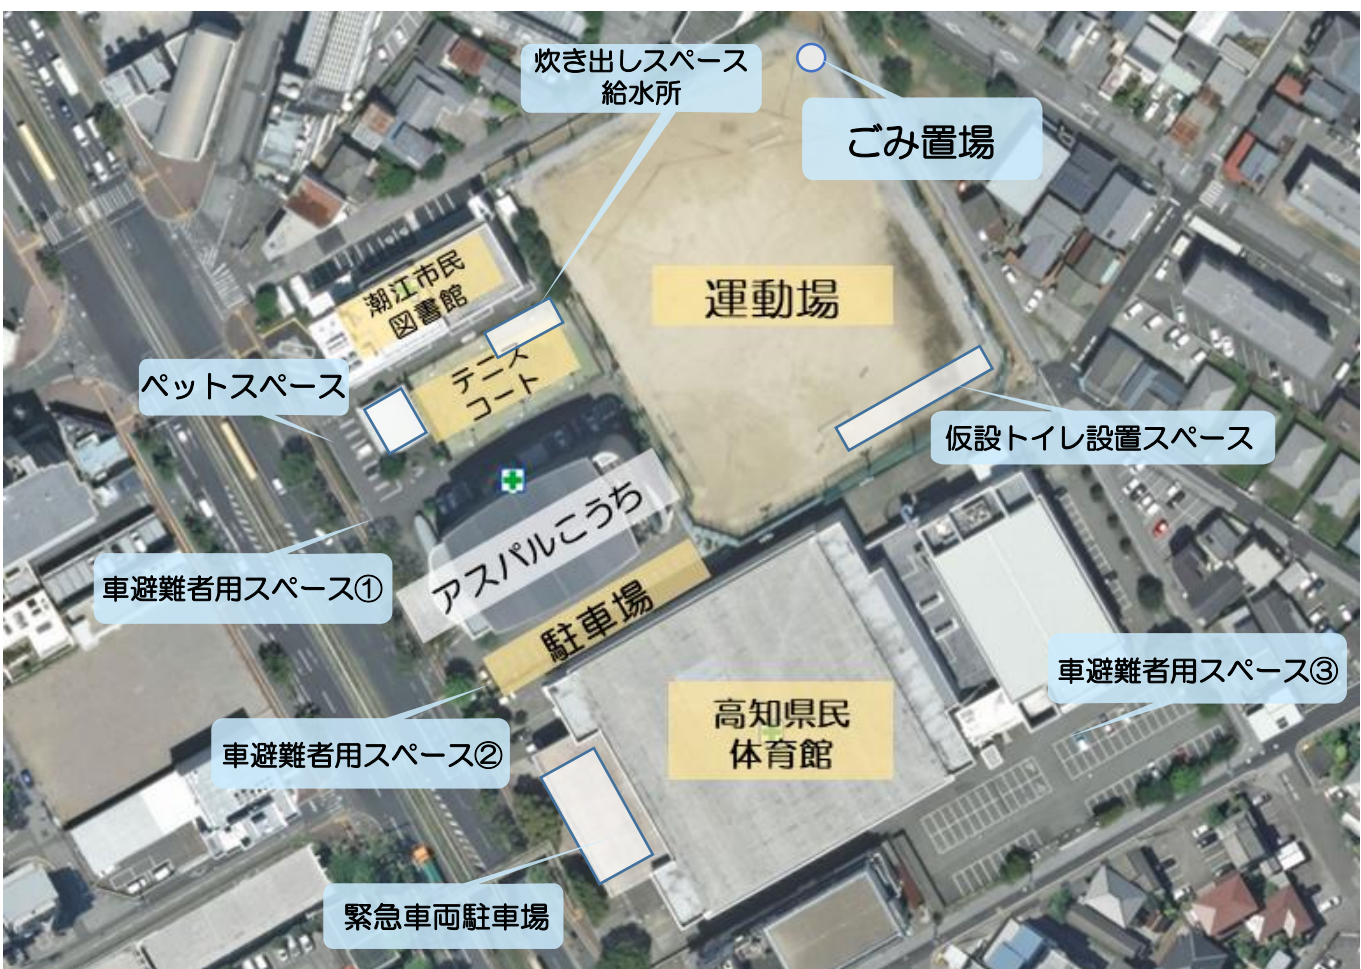 炊き出しスペース
給水所
ごみ置場
潮江市民
図書館
運動場
テニス
コート
ペットスペース
仮設トイレ設置スペース
アスパルこうち
車避難者用スペース①
駐車場
車避難者用スペース③
高知県民
体育館
車避難者用スペース②
緊急車両駐車場